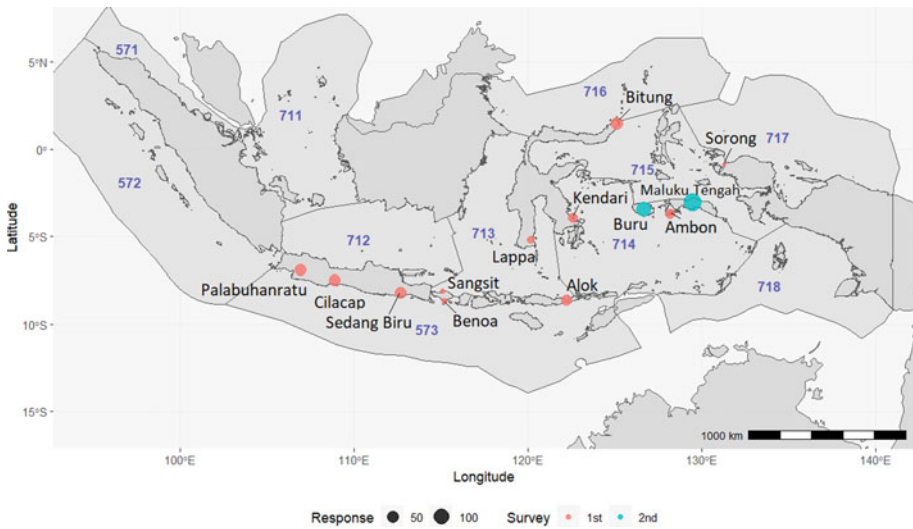 5°N
0°
5°S
10°S
15°S
Latitude
571
572
711
712
713
716
715
717
714
718
573
Bitung
Sorong
Maluku Tengah
Kendari
Buru
Ambon
Lappa
Palabuhanratu
Cilacap
Sedang Biru
Sangsit
Benoa
Alok
1000 km
100°E
110°E
120°E
130°E
140°E
Longitude
Response 50 100 Survey 1st 2nd